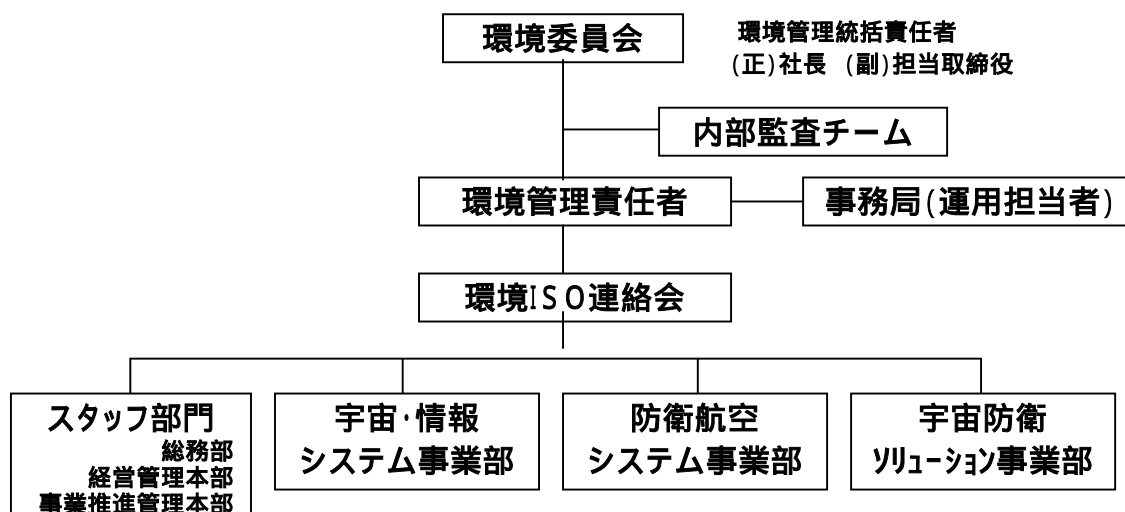 環境委員会
環境管理統括責任者
(正)社長 (副)担当取締役
内部監査チーム
環境管理責任者
事務局(運用担当者)
環境ISO連絡会
スタッフ部門
総務部
経営管理本部
事業推進管理本部
宇宙・情報
システム事業部
防衛航空
システム事業部
宇宙防衛
ソリューション事業部